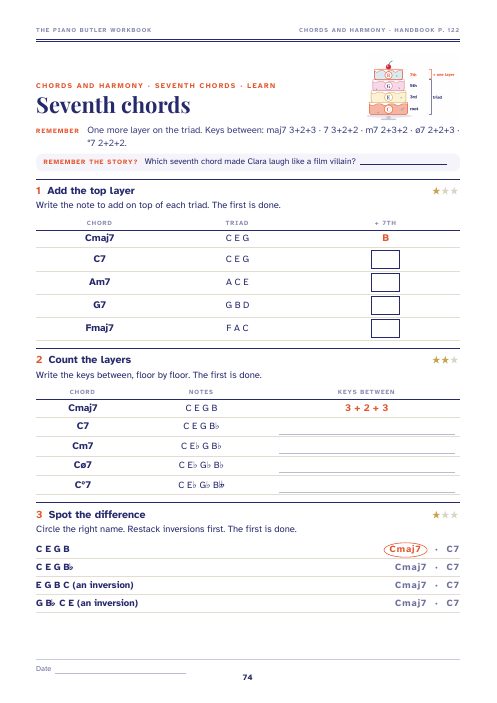 THE PIANO BUTLER WORKBOOK
CHORDS AND HARMONY · HANDBOOK P. 122
B 7th + one layer
G 5th
E 3rd triad
C root
CHORDS AND HARMONY · SEVENTH CHORDS · LEARN
Seventh chords
REMEMBER One more layer on the triad. Keys between: maj7 3+2+3 · 7 3+2+2 · m7 2+3+2 · ø7 2+2+3 ·
°7 2+2+2.
REMEMBER THE STORY? Which seventh chord made Clara laugh like a film villain?
1 Add the top layer ★★★
Write the note to add on top of each triad. The first is done.
CHORD TRIAD + 7TH
Cmaj7 C E G B
C7 C E G
Am7 A C E
G7 G B D
Fmaj7 F A C
2 Count the layers ★★★
Write the keys between, floor by floor. The first is done.
CHORD NOTES KEYS BETWEEN
Cmaj7 C E G B 3 + 2 + 3
C7 C E G B♭
Cm7 C E♭ G B♭
Cø7 C E♭ G♭ B♭
C°7 C E♭ G♭ B𝄫
3 Spot the difference ★★★
Circle the right name. Restack inversions first. The first is done.
C E G B Cmaj7 · C7
C E G B♭ Cmaj7 · C7
E G B C (an inversion) Cmaj7 · C7
G B♭ C E (an inversion) Cmaj7 · C7
Date
74